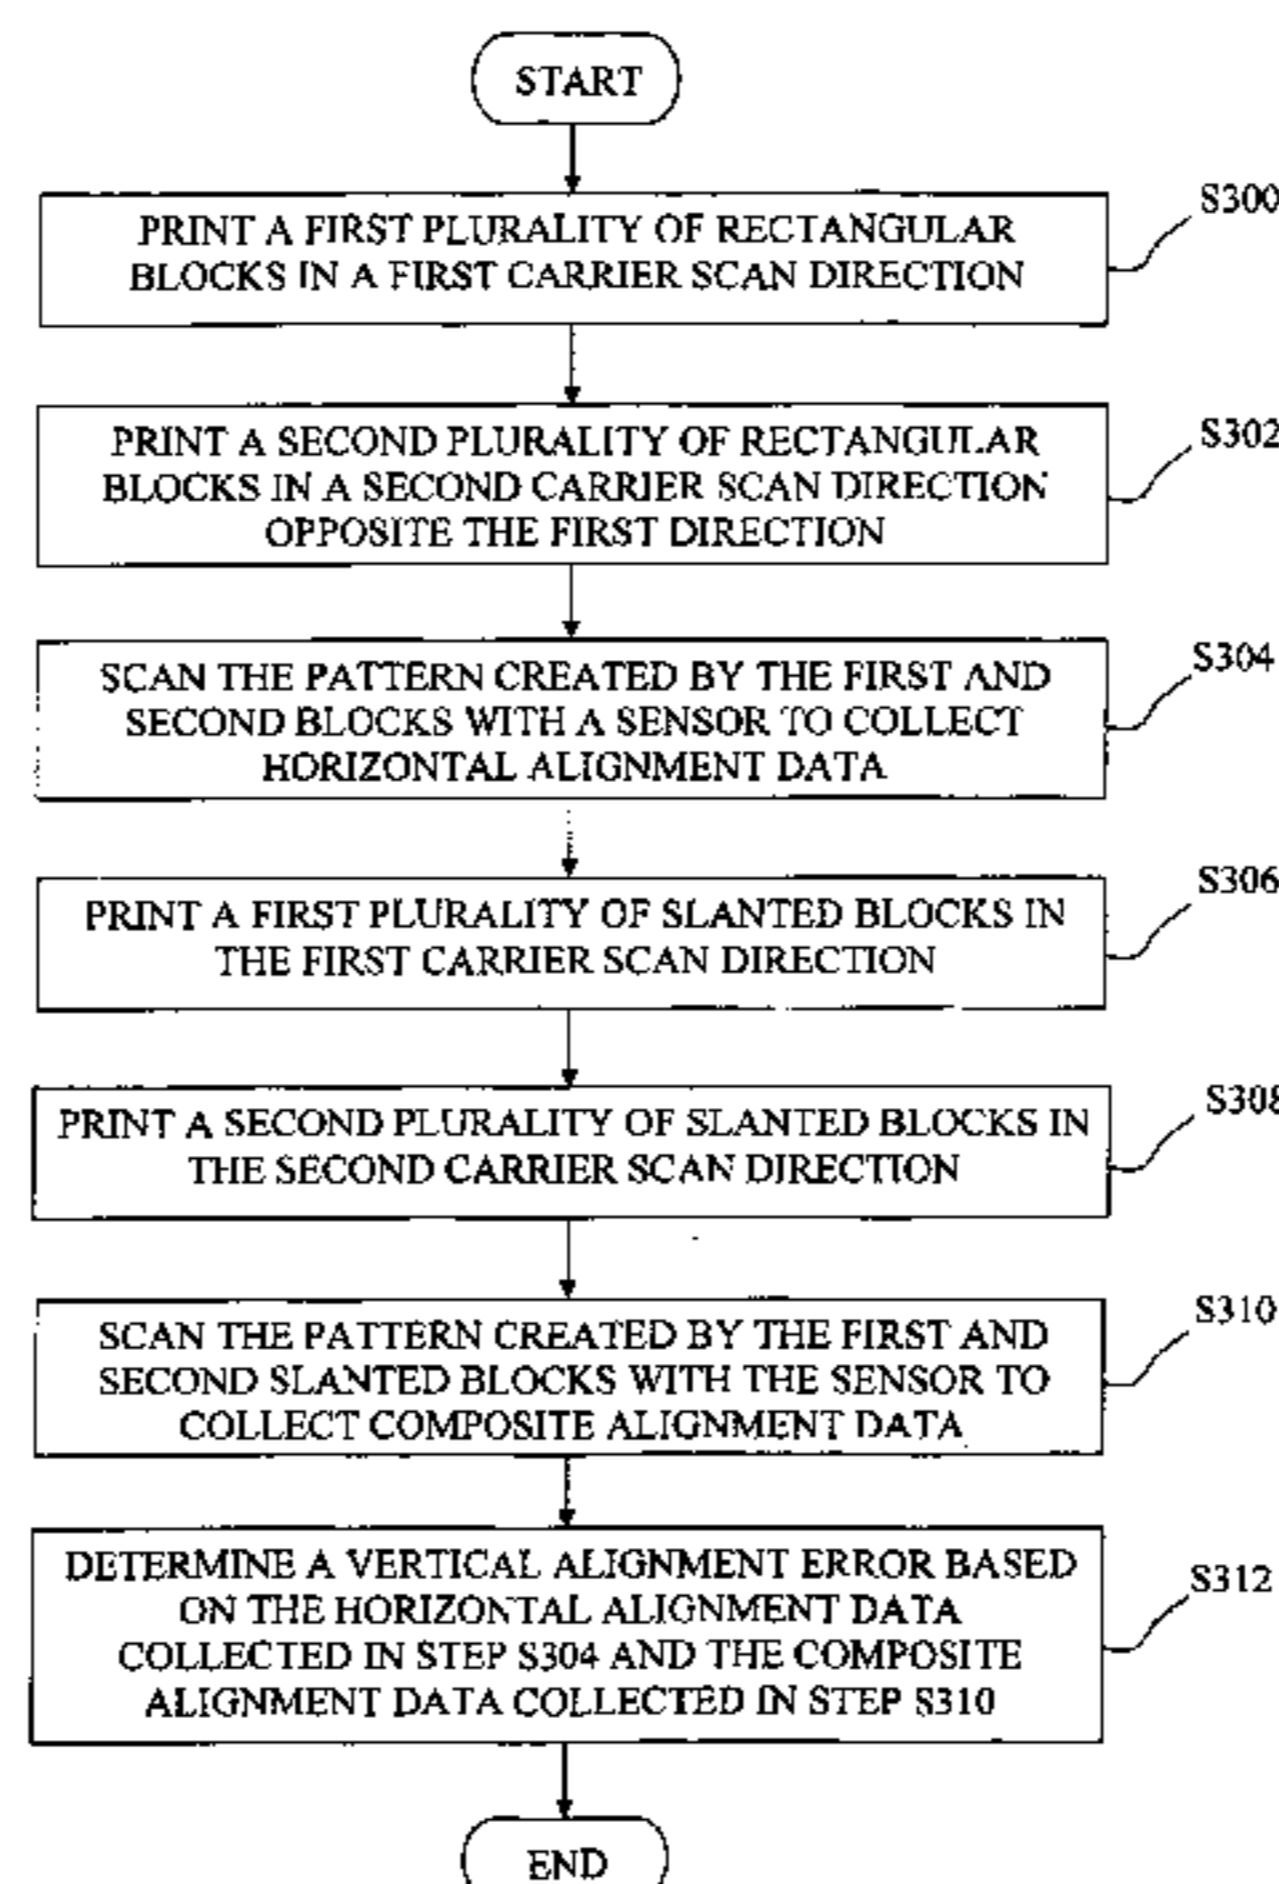 START
PRINT A FIRST PLURALITY OF RECTANGULAR
BLOCKS IN A FIRST CARRIER SCAN DIRECTION
S300
PRINT A SECOND PLURALITY OF RECTANGULAR
BLOCKS IN A SECOND CARRIER SCAN DIRECTION
OPPOSITE THE FIRST DIRECTION
S302
SCAN THE PATTERN CREATED BY THE FIRST AND
SECOND BLOCKS WITH A SENSOR TO COLLECT
HORIZONTAL ALIGNMENT DATA
S304
PRINT A FIRST PLURALITY OF SLANTED BLOCKS IN
THE FIRST CARRIER SCAN DIRECTION
S306
PRINT A SECOND PLURALITY OF SLANTED BLOCKS IN
THE SECOND CARRIER SCAN DIRECTION
S308
SCAN THE PATTERN CREATED BY THE FIRST AND
SECOND SLANTED BLOCKS WITH THE SENSOR TO
COLLECT COMPOSITE ALIGNMENT DATA
S310
DETERMINE A VERTICAL ALIGNMENT ERROR BASED
ON THE HORIZONTAL ALIGNMENT DATA
COLLECTED IN STEP S304 AND THE COMPOSITE
ALIGNMENT DATA COLLECTED IN STEP S310
S312
END